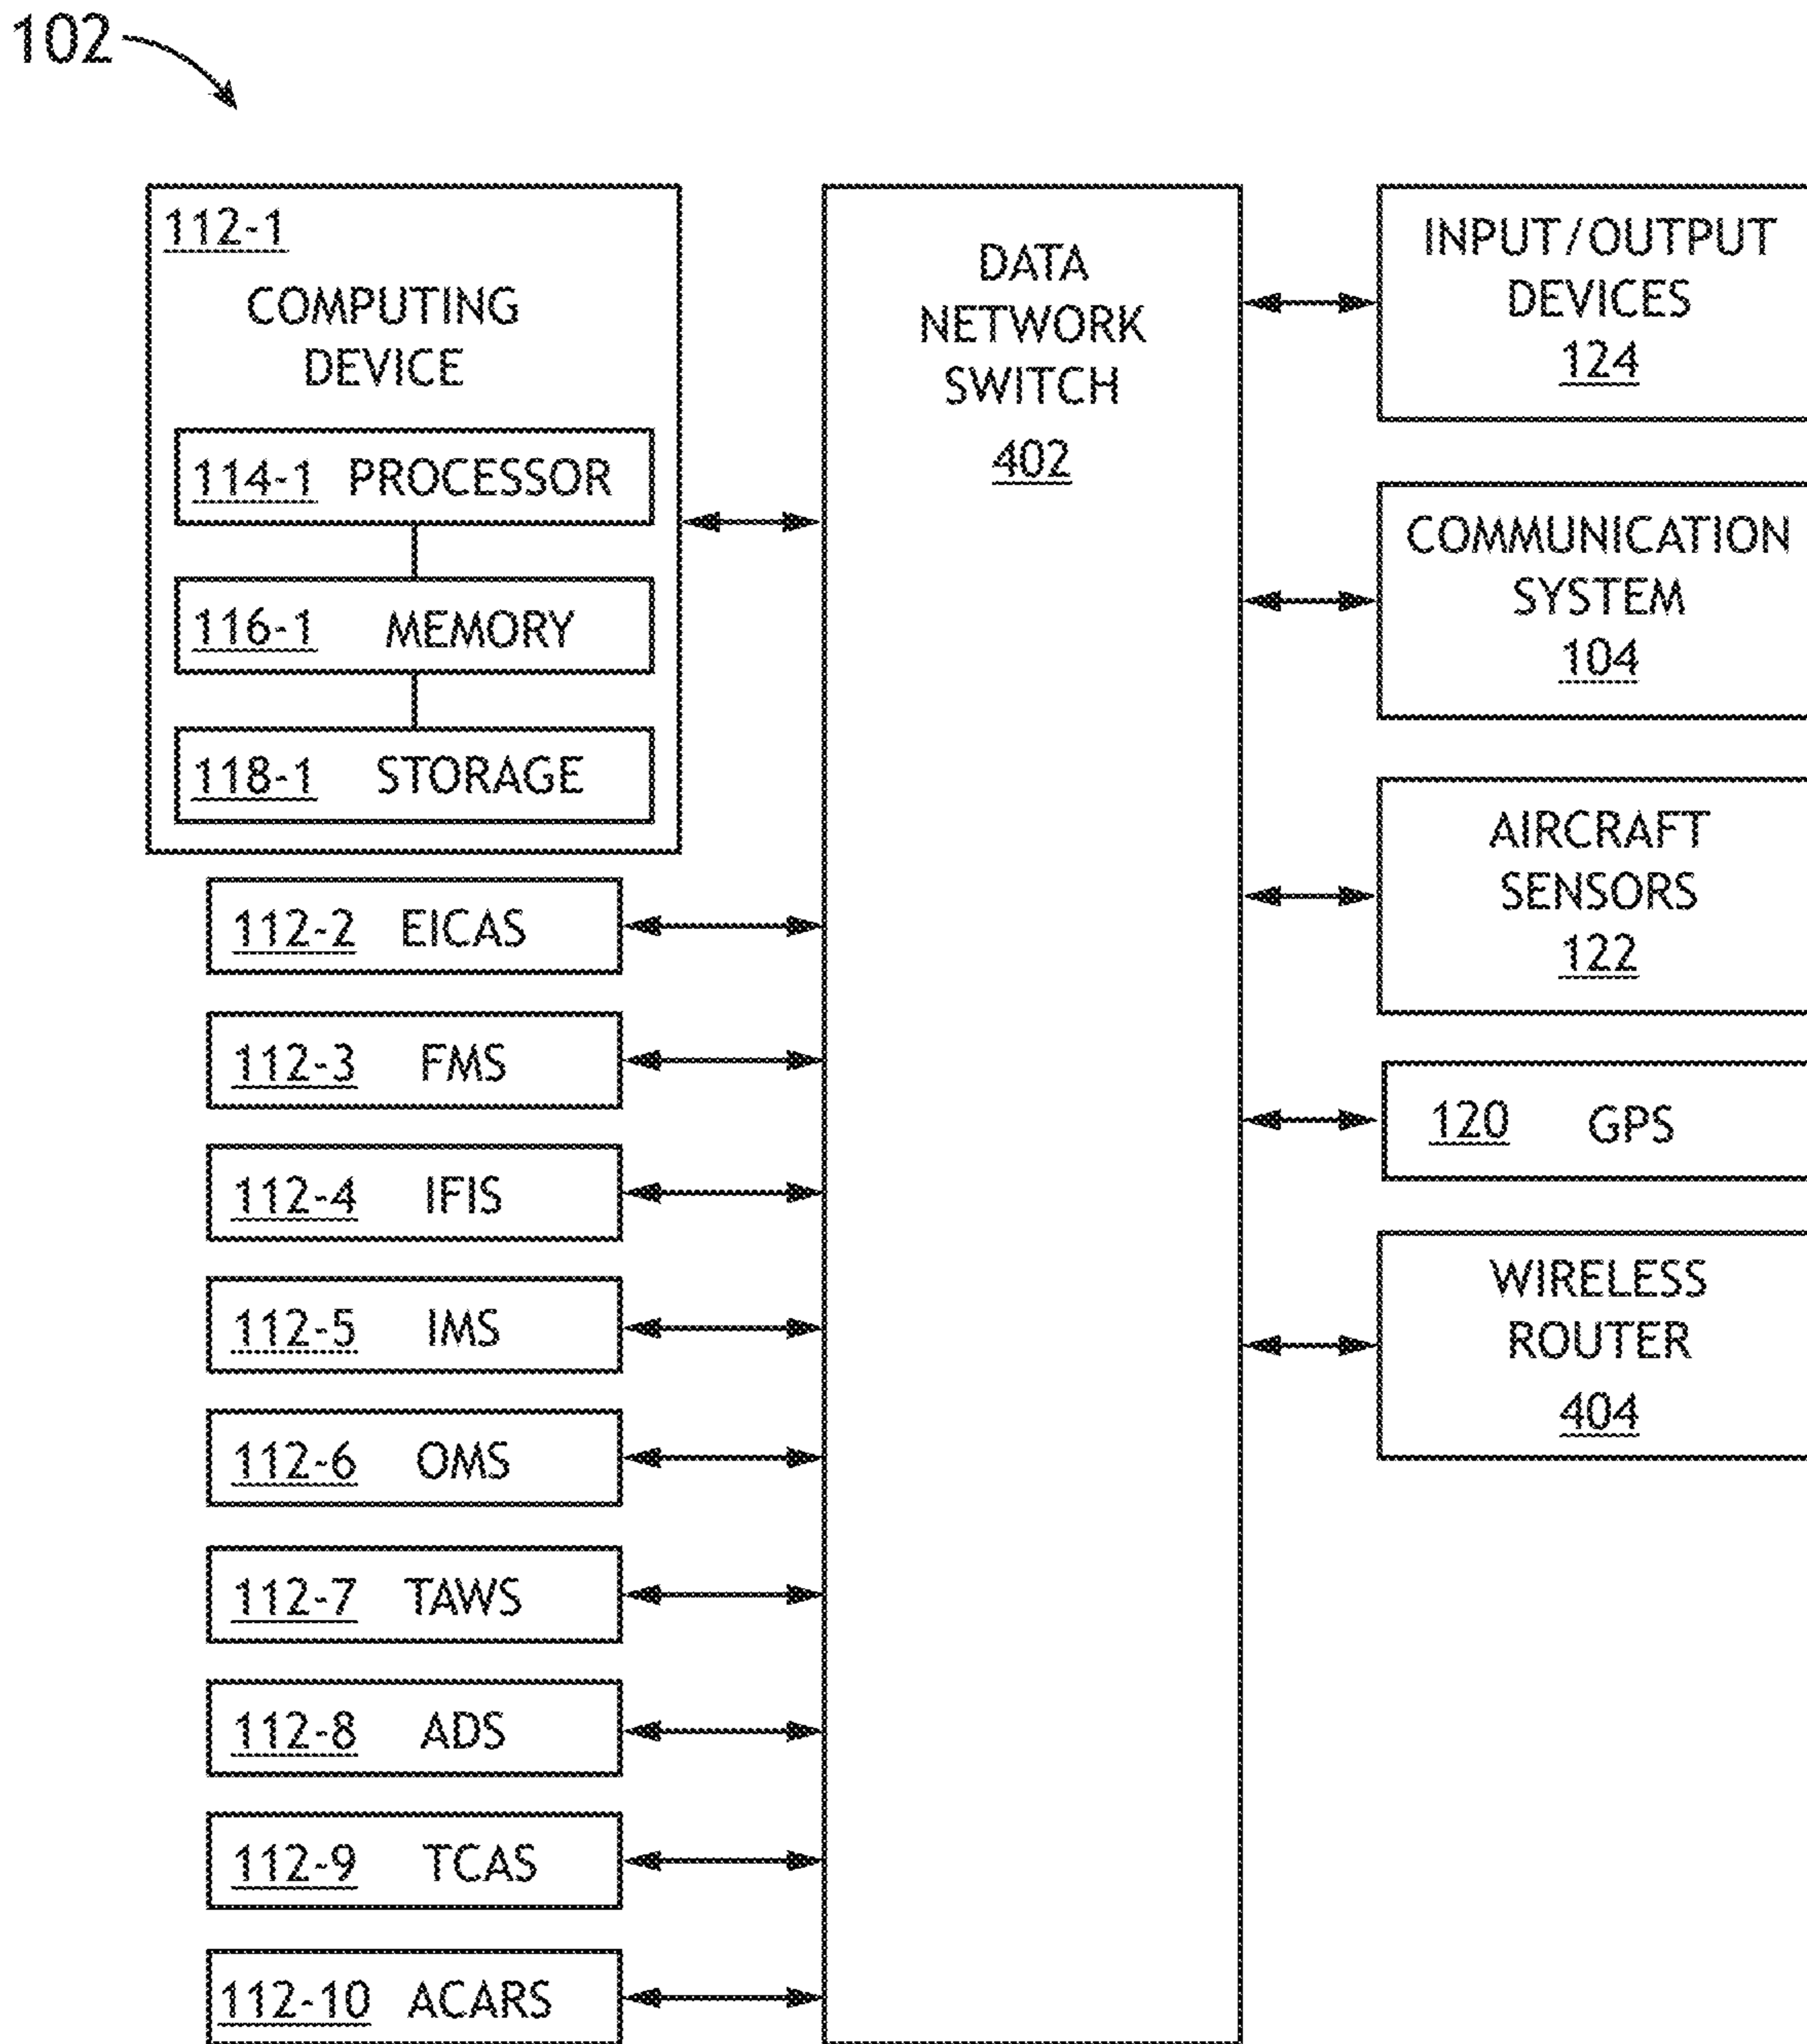 102
112-1
COMPUTING
DEVICE
114-1 PROCESSOR
116-1 MEMORY
118-1 STORAGE
112-2 EICAS
112-3 FMS
112-4 IFIS
112-5 IMS
112-6 OMS
112-7 TAWS
112-8 ADS
112-9 TCAS
112-10 ACARS
DATA
NETWORK
SWITCH
402
INPUT/OUTPUT
DEVICES
124
COMMUNICATION
SYSTEM
104
AIRCRAFT
SENSORS
122
120 GPS
WIRELESS
ROUTER
404